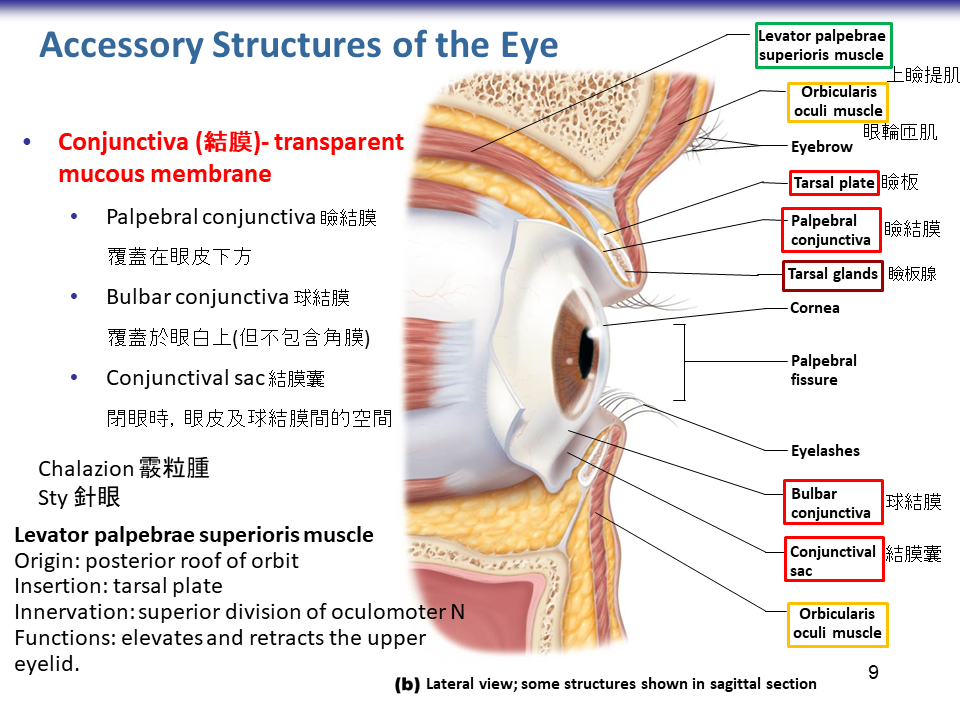 Accessory Structures of the Eye
• Conjunctiva (結膜)- transparent
mucous membrane
• Palpebral conjunctiva 瞼結膜
覆蓋在眼皮下方
• Bulbar conjunctiva 球結膜
覆蓋於眼白上(但不包含角膜)
• Conjunctival sac 結膜囊
閉眼時, 眼皮及球結膜間的空間
Chalazion 霰粒腫
Sty 針眼
Levator palpebrae superioris muscle
Origin: posterior roof of orbit
Insertion: tarsal plate
Innervation: superior division of oculomoter N
Functions: elevates and retracts the upper
eyelid.
Levator palpebrae
superioris muscle
上瞼提肌
Orbicularis
oculi muscle
眼輪匝肌
Eyebrow
Tarsal plate 瞼板
Palpebral
conjunctiva
瞼結膜
Tarsal glands 瞼板腺
Cornea
Palpebral
fissure
Eyelashes
Bulbar
conjunctiva
球結膜
Conjunctival
sac
結膜囊
Orbicularis
oculi muscle
9
(b) Lateral view; some structures shown in sagittal section